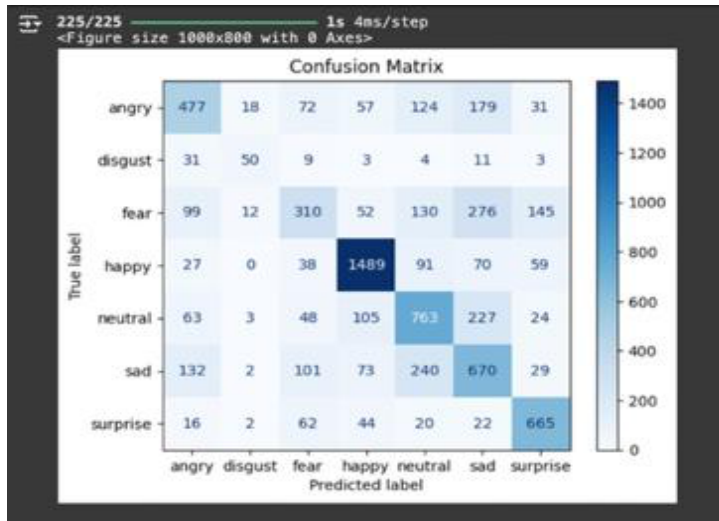 225/225 ━━━━━━━━━━━━━━━━━━━━ 1s 4ms/step
<Figure size 1000x800 with 0 Axes>
Confusion Matrix
angry 477 18 72 57 124 179 31
1400
1200
disgust 31 50 9 3 4 11 3
1000
fear 99 12 310 52 130 276 145
True label
800
happy 27 0 38 1489 91 70 59
600
neutral 63 3 48 105 763 227 24
400
sad 132 2 101 73 240 670 29
200
surprise 16 2 62 44 20 22 665
0
angry disgust fear happy neutral sad surprise
Predicted label